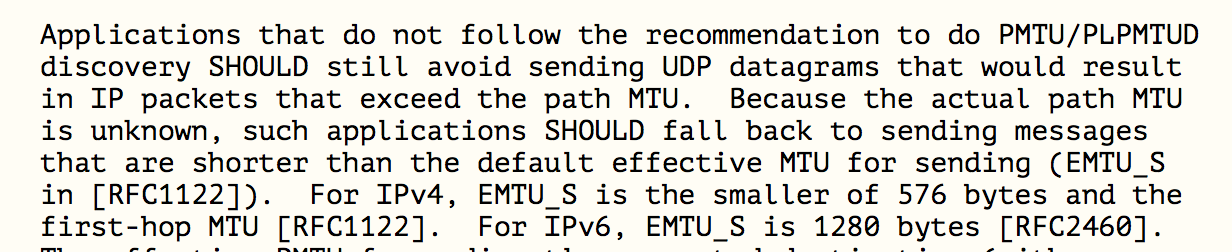 Applications that do not follow the recommendation to do PMTU/PLPMTUD
discovery SHOULD still avoid sending UDP datagrams that would result
in IP packets that exceed the path MTU.  Because the actual path MTU
is unknown, such applications SHOULD fall back to sending messages
that are shorter than the default effective MTU for sending (EMTU_S
in [RFC1122]).  For IPv4, EMTU_S is the smaller of 576 bytes and the
first-hop MTU [RFC1122].  For IPv6, EMTU_S is 1280 bytes [RFC2460].